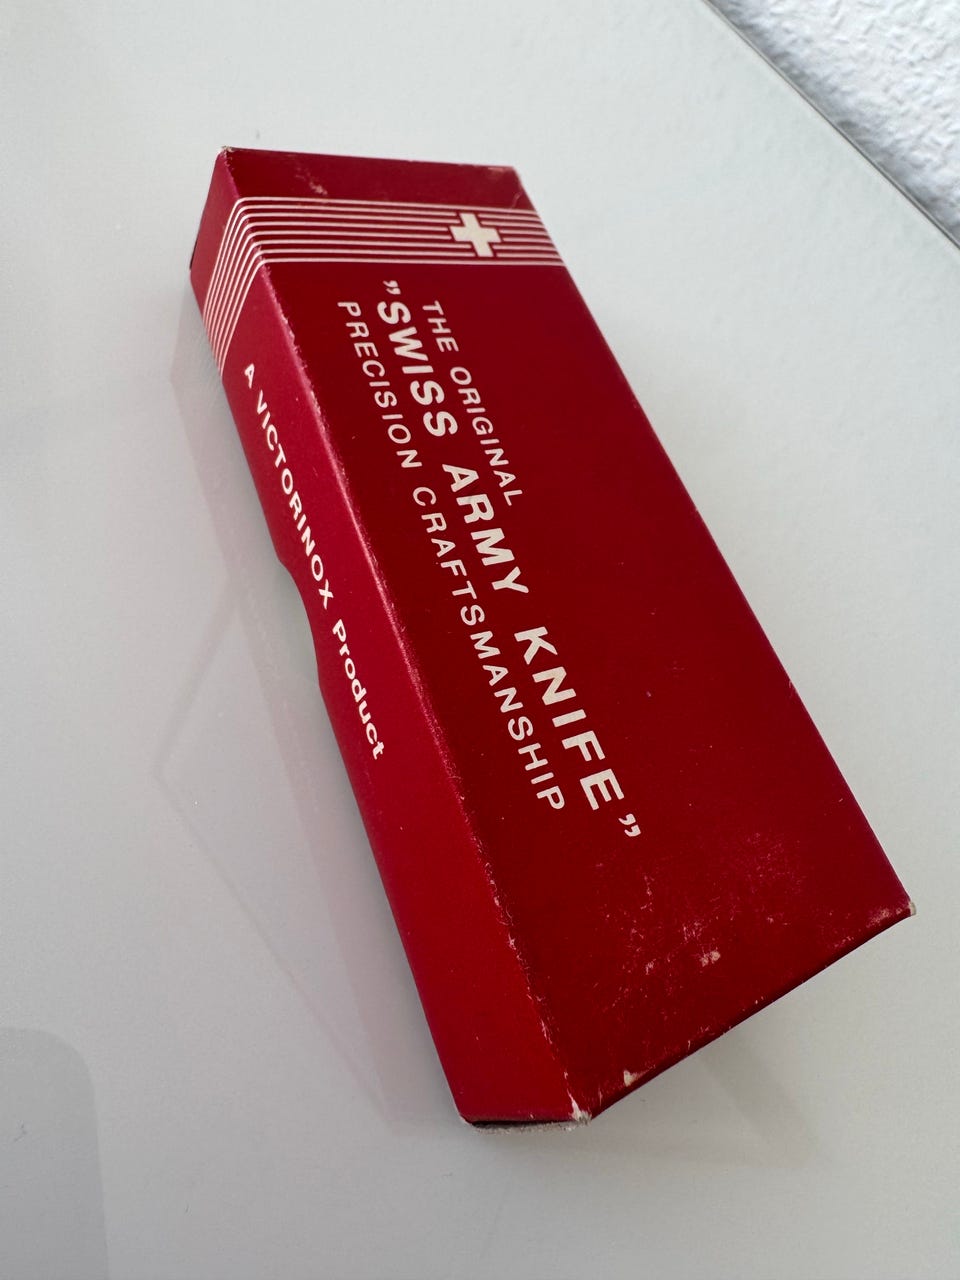 THE ORIGINAL
”SWISS ARMY KNIFE”
PRECISION CRAFTSMANSHIP
A VICTORINOX Product